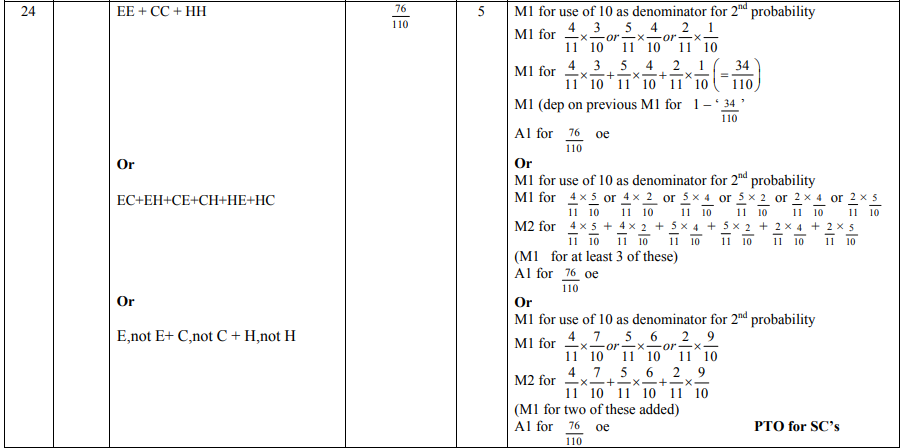 24 EE + CC + HH 76/110 5 M1 for use of 10 as denominator for 2nd probability
M1 for 4/11 × 3/10 or 5/11 × 4/10 or 2/11 × 1/10
M1 for 4/11 × 3/10 + 5/11 × 4/10 + 2/11 × 1/10 (= 34/110)
M1 (dep on previous M1 for 1 – ‘ 34/110 ’
A1 for 76/110 oe
Or Or
M1 for use of 10 as denominator for 2nd probability
EC+EH+CE+CH+HE+HC M1 for 4/11 × 5/10 or 4/11 × 2/10 or 5/11 × 4/10 or 5/11 × 2/10 or 2/11 × 4/10 or 2/11 × 5/10
M2 for 4/11 × 5/10 + 4/11 × 2/10 + 5/11 × 4/10 + 5/11 × 2/10 + 2/11 × 4/10 + 2/11 × 5/10
(M1 for at least 3 of these)
A1 for 76/110 oe
Or Or
M1 for use of 10 as denominator for 2nd probability
E,not E+ C,not C + H,not H M1 for 4/11 × 7/10 or 5/11 × 6/10 or 2/11 × 9/10
M2 for 4/11 × 7/10 + 5/11 × 6/10 + 2/11 × 9/10
(M1 for two of these added)
A1 for 76/110 oe PTO for SC’s